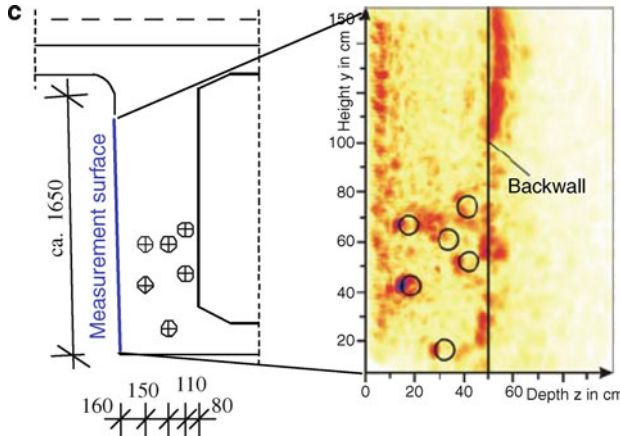 c
ca. 1650
Measurement surface
160 150 110 80
Height y in cm
150
100
80
60
40
20
Backwall
0 20 40 60 Depth z in cm